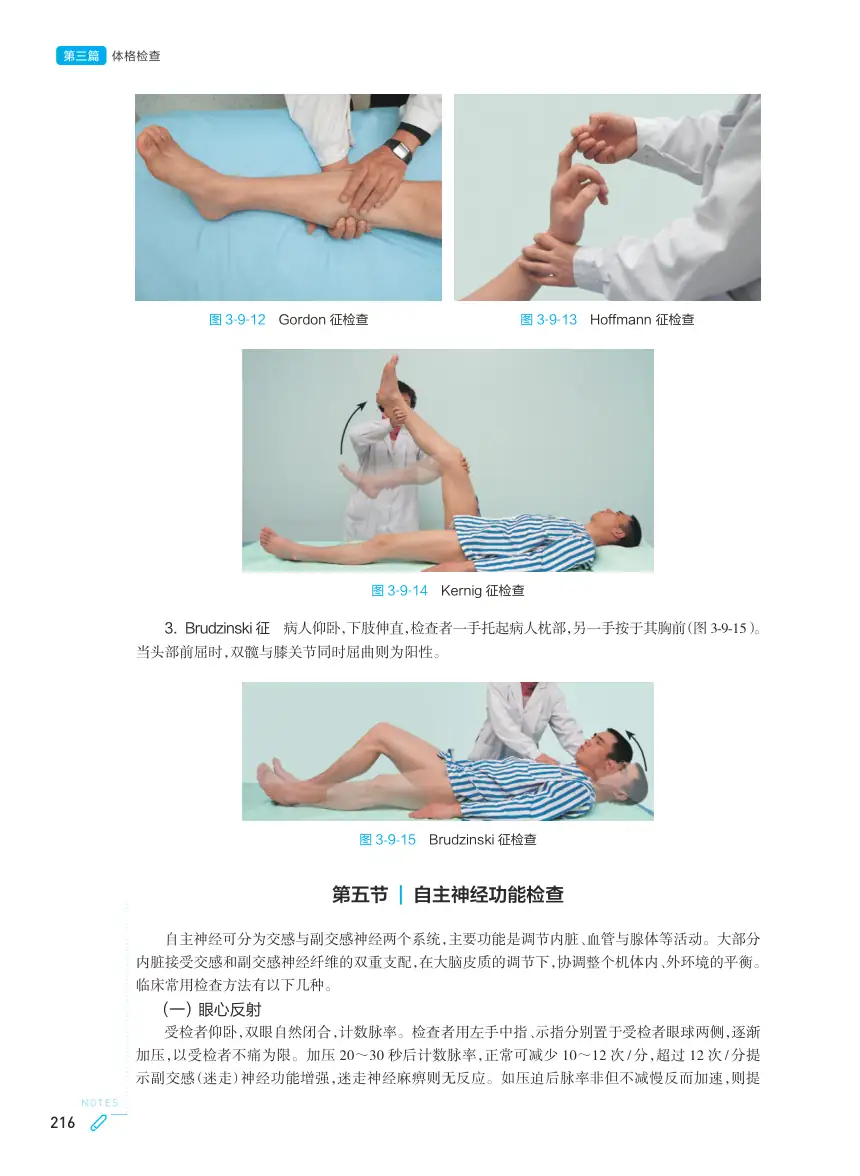 第三篇 体格检查
图 3-9-12 Gordon 征检查
图 3-9-13 Hoffmann 征检查
图 3-9-14 Kernig 征检查
3. Brudzinski 征 病人仰卧,下肢伸直,检查者一手托起病人枕部,另一手按于其胸前(图 3-9-15)。
当头部前屈时,双髋与膝关节同时屈曲则为阳性。
图 3-9-15 Brudzinski 征检查
第五节 | 自主神经功能检查
自主神经可分为交感与副交感神经两个系统,主要功能是调节内脏、血管与腺体等活动。大部分
内脏接受交感和副交感神经纤维的双重支配,在大脑皮质的调节下,协调整个机体内、外环境的平衡。
临床常用检查方法有以下几种。
(一) 眼心反射
受检者仰卧,双眼自然闭合,计数脉率。检查者用左手中指、示指分别置于受检者眼球两侧,逐渐
加压,以受检者不痛为限。加压 20～30 秒后计数脉率,正常可减少 10～12 次/分,超过 12 次/分提
示副交感(迷走)神经功能增强,迷走神经麻痹则无反应。如压迫后脉率非但不减慢反而加速,则提
NOTES
216